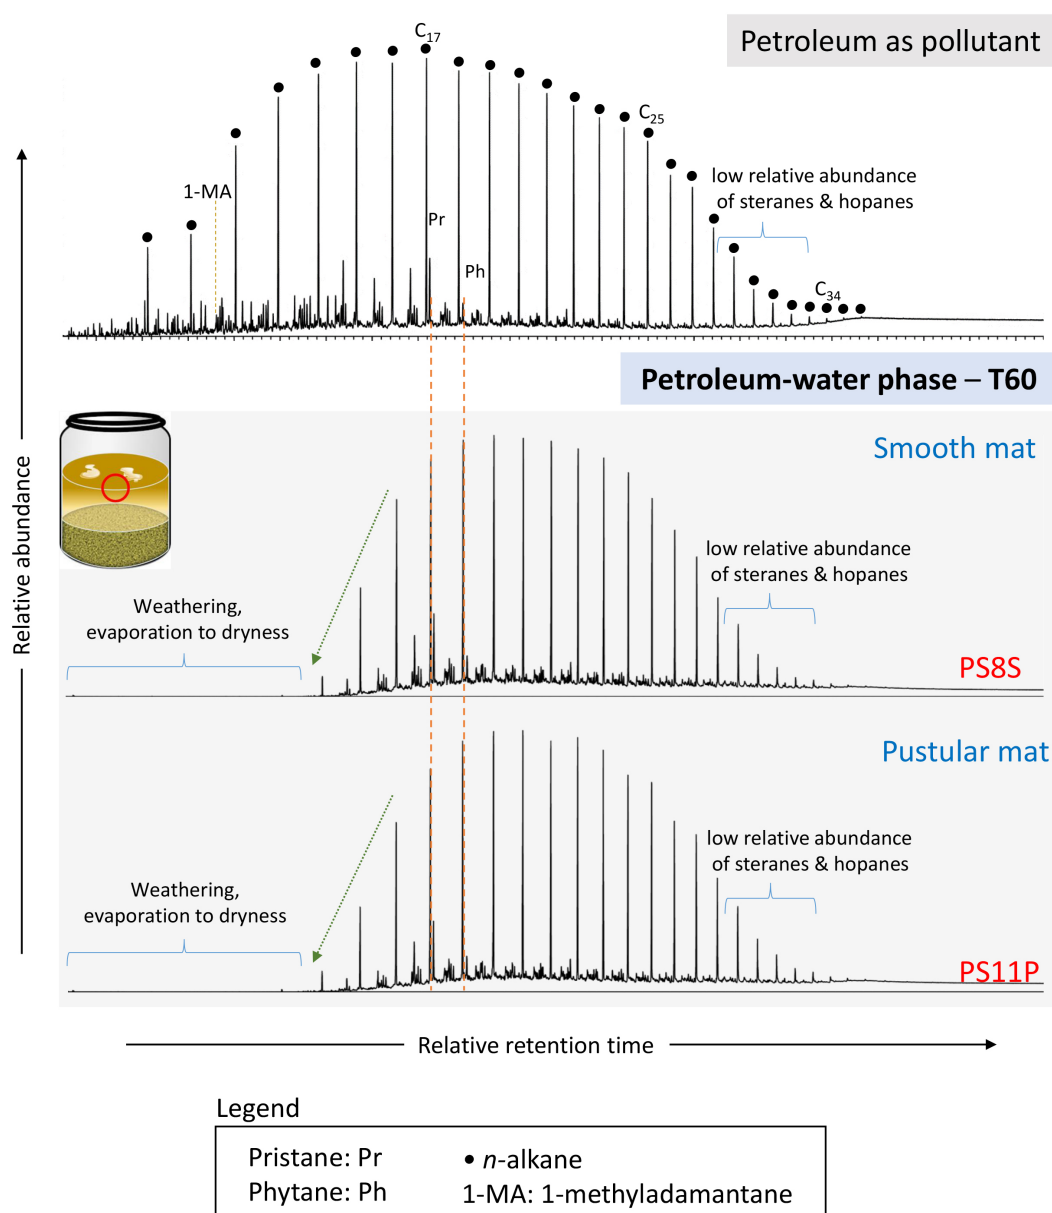 Petroleum as pollutant
C17
C25
1-MA
low relative abundance
of steranes & hopanes
Pr
Ph
C34
Petroleum-water phase – T60
Relative abundance
Smooth mat
low relative abundance
of steranes & hopanes
Weathering,
evaporation to dryness
PS8S
Pustular mat
low relative abundance
of steranes & hopanes
Weathering,
evaporation to dryness
PS11P
Relative retention time
Legend
Pristane: Pr
• n-alkane
Phytane: Ph
1-MA: 1-methyladamantane